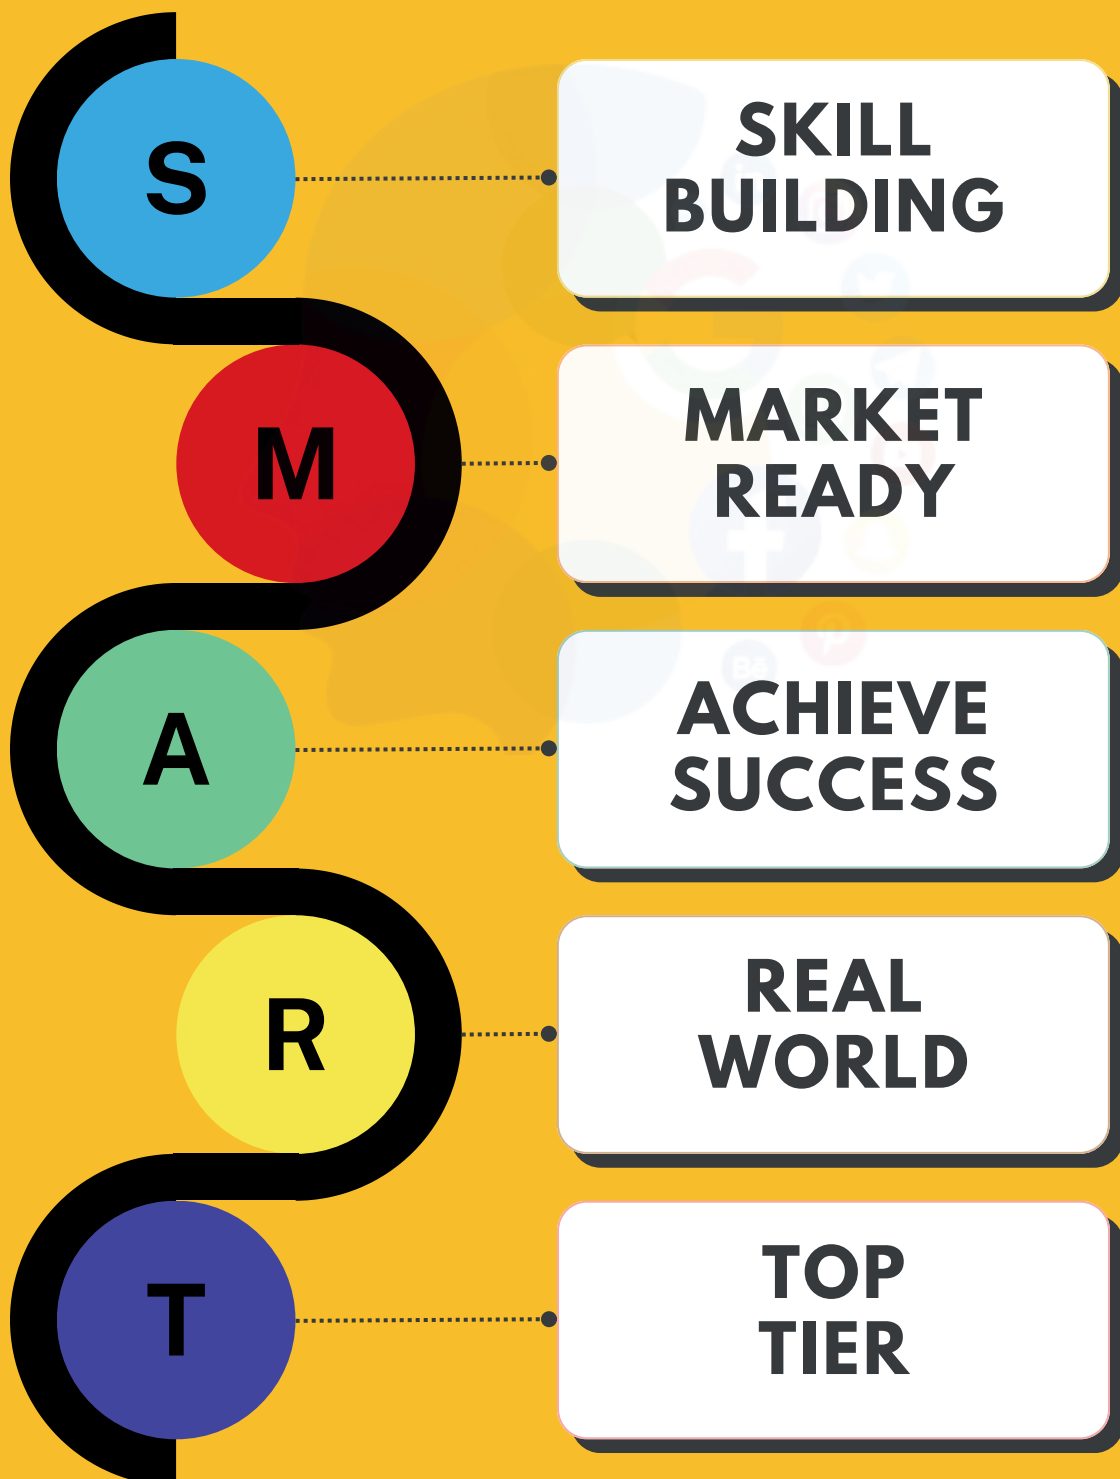 S
SKILL
BUILDING
M
MARKET
READY
A
ACHIEVE
SUCCESS
R
REAL
WORLD
T
TOP
TIER